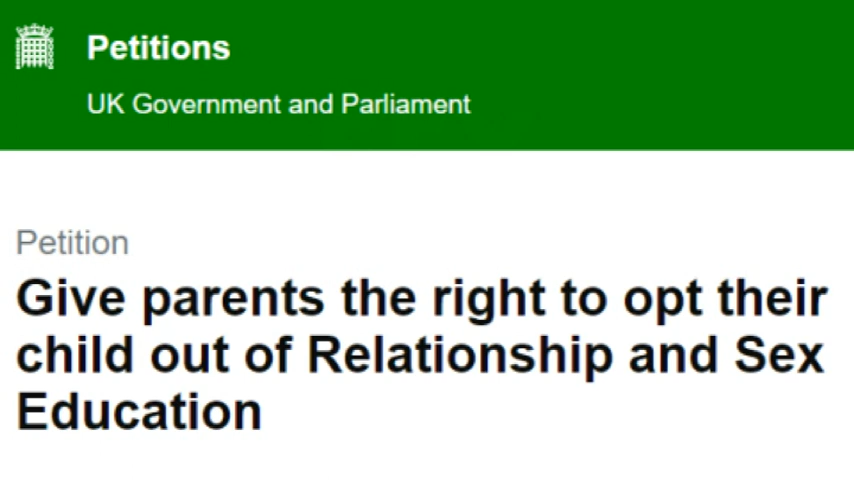 Petitions
UK Government and Parliament
Petition
Give parents the right to opt their
child out of Relationship and Sex
Education